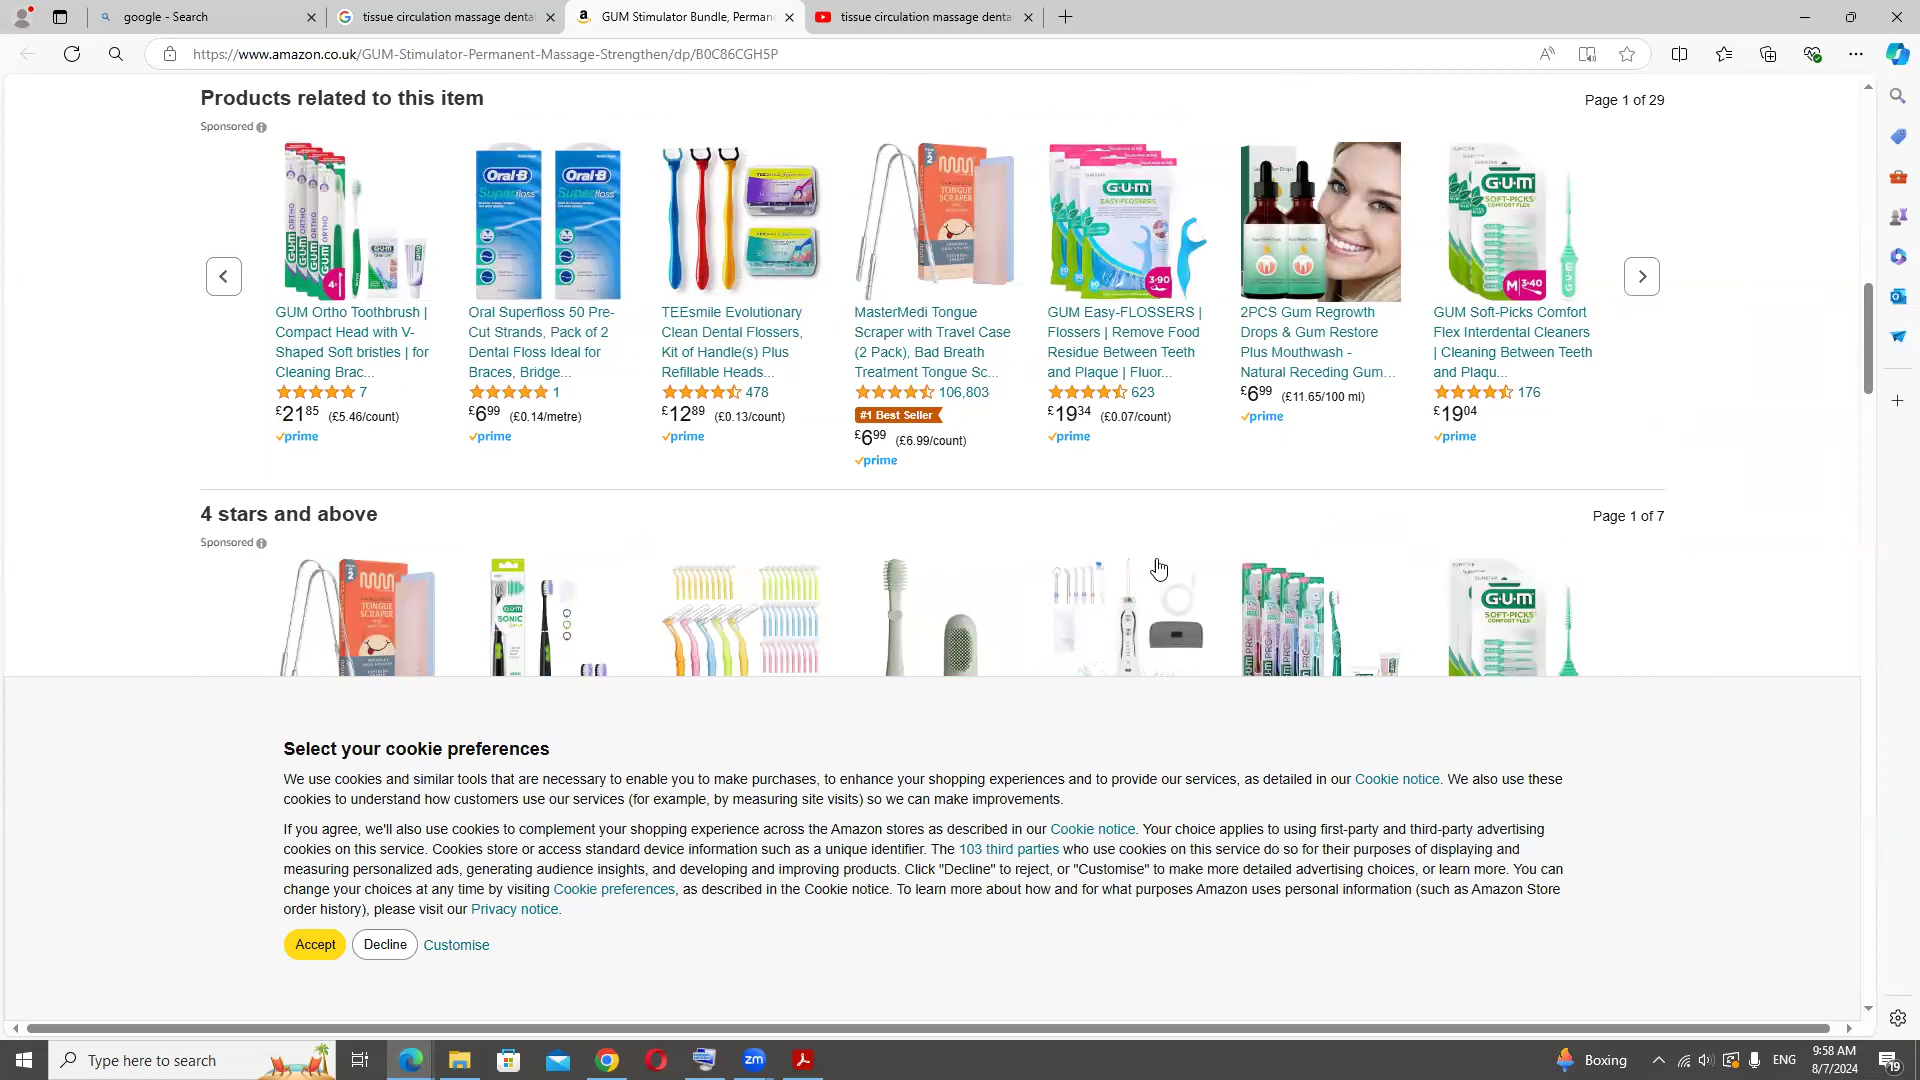 google - Search
tissue circulation massage denta
GUM Stimulator Bundle, Perman
tissue circulation massage denta
https://www.amazon.co.uk/GUM-Stimulator-Permanent-Massage-Strengthen/dp/B0C86CGH5P
Products related to this item
Page 1 of 29
Sponsored
GUM Ortho Toothbrush |
Compact Head with V-
Shaped Soft bristles | for
Cleaning Brac...
7
£21 85 (£5.46/count)
prime
Oral Superfloss 50 Pre-
Cut Strands, Pack of 2
Dental Floss Ideal for
Braces, Bridge...
1
£6 99 (£0.14/metre)
prime
TEEsmile Evolutionary
Clean Dental Flossers,
Kit of Handle(s) Plus
Refillable Heads...
478
£12 89 (£0.13/count)
prime
MasterMedi Tongue
Scraper with Travel Case
(2 Pack), Bad Breath
Treatment Tongue Sc...
106,803
#1 Best Seller
£6 99 (£6.99/count)
prime
GUM Easy-FLOSSERS |
Flossers | Remove Food
Residue Between Teeth
and Plaque | Fluor...
623
£19 34 (£0.07/count)
prime
2PCS Gum Regrowth
Drops & Gum Restore
Plus Mouthwash -
Natural Receding Gum...
£6 99 (£11.65/100 ml)
prime
GUM Soft-Picks Comfort
Flex Interdental Cleaners
| Cleaning Between Teeth
and Plaqu...
176
£19 04
prime
4 stars and above
Page 1 of 7
Sponsored
Select your cookie preferences
We use cookies and similar tools that are necessary to enable you to make purchases, to enhance your shopping experiences and to provide our services, as detailed in our Cookie notice. We also use these
cookies to understand how customers use our services (for example, by measuring site visits) so we can make improvements.
If you agree, we'll also use cookies to complement your shopping experience across the Amazon stores as described in our Cookie notice. Your choice applies to using first-party and third-party advertising
cookies on this service. Cookies store or access standard device information such as a unique identifier. The 103 third parties who use cookies on this service do so for their purposes of displaying and
measuring personalized ads, generating audience insights, and developing and improving products. Click "Decline" to reject, or "Customise" to make more detailed advertising choices, or learn more. You can
change your choices at any time by visiting Cookie preferences, as described in the Cookie notice. To learn more about how and for what purposes Amazon uses personal information (such as Amazon Store
order history), please visit our Privacy notice.
Accept
Decline
Customise
Type here to search
Boxing
ENG
9:58 AM
8/7/2024
19